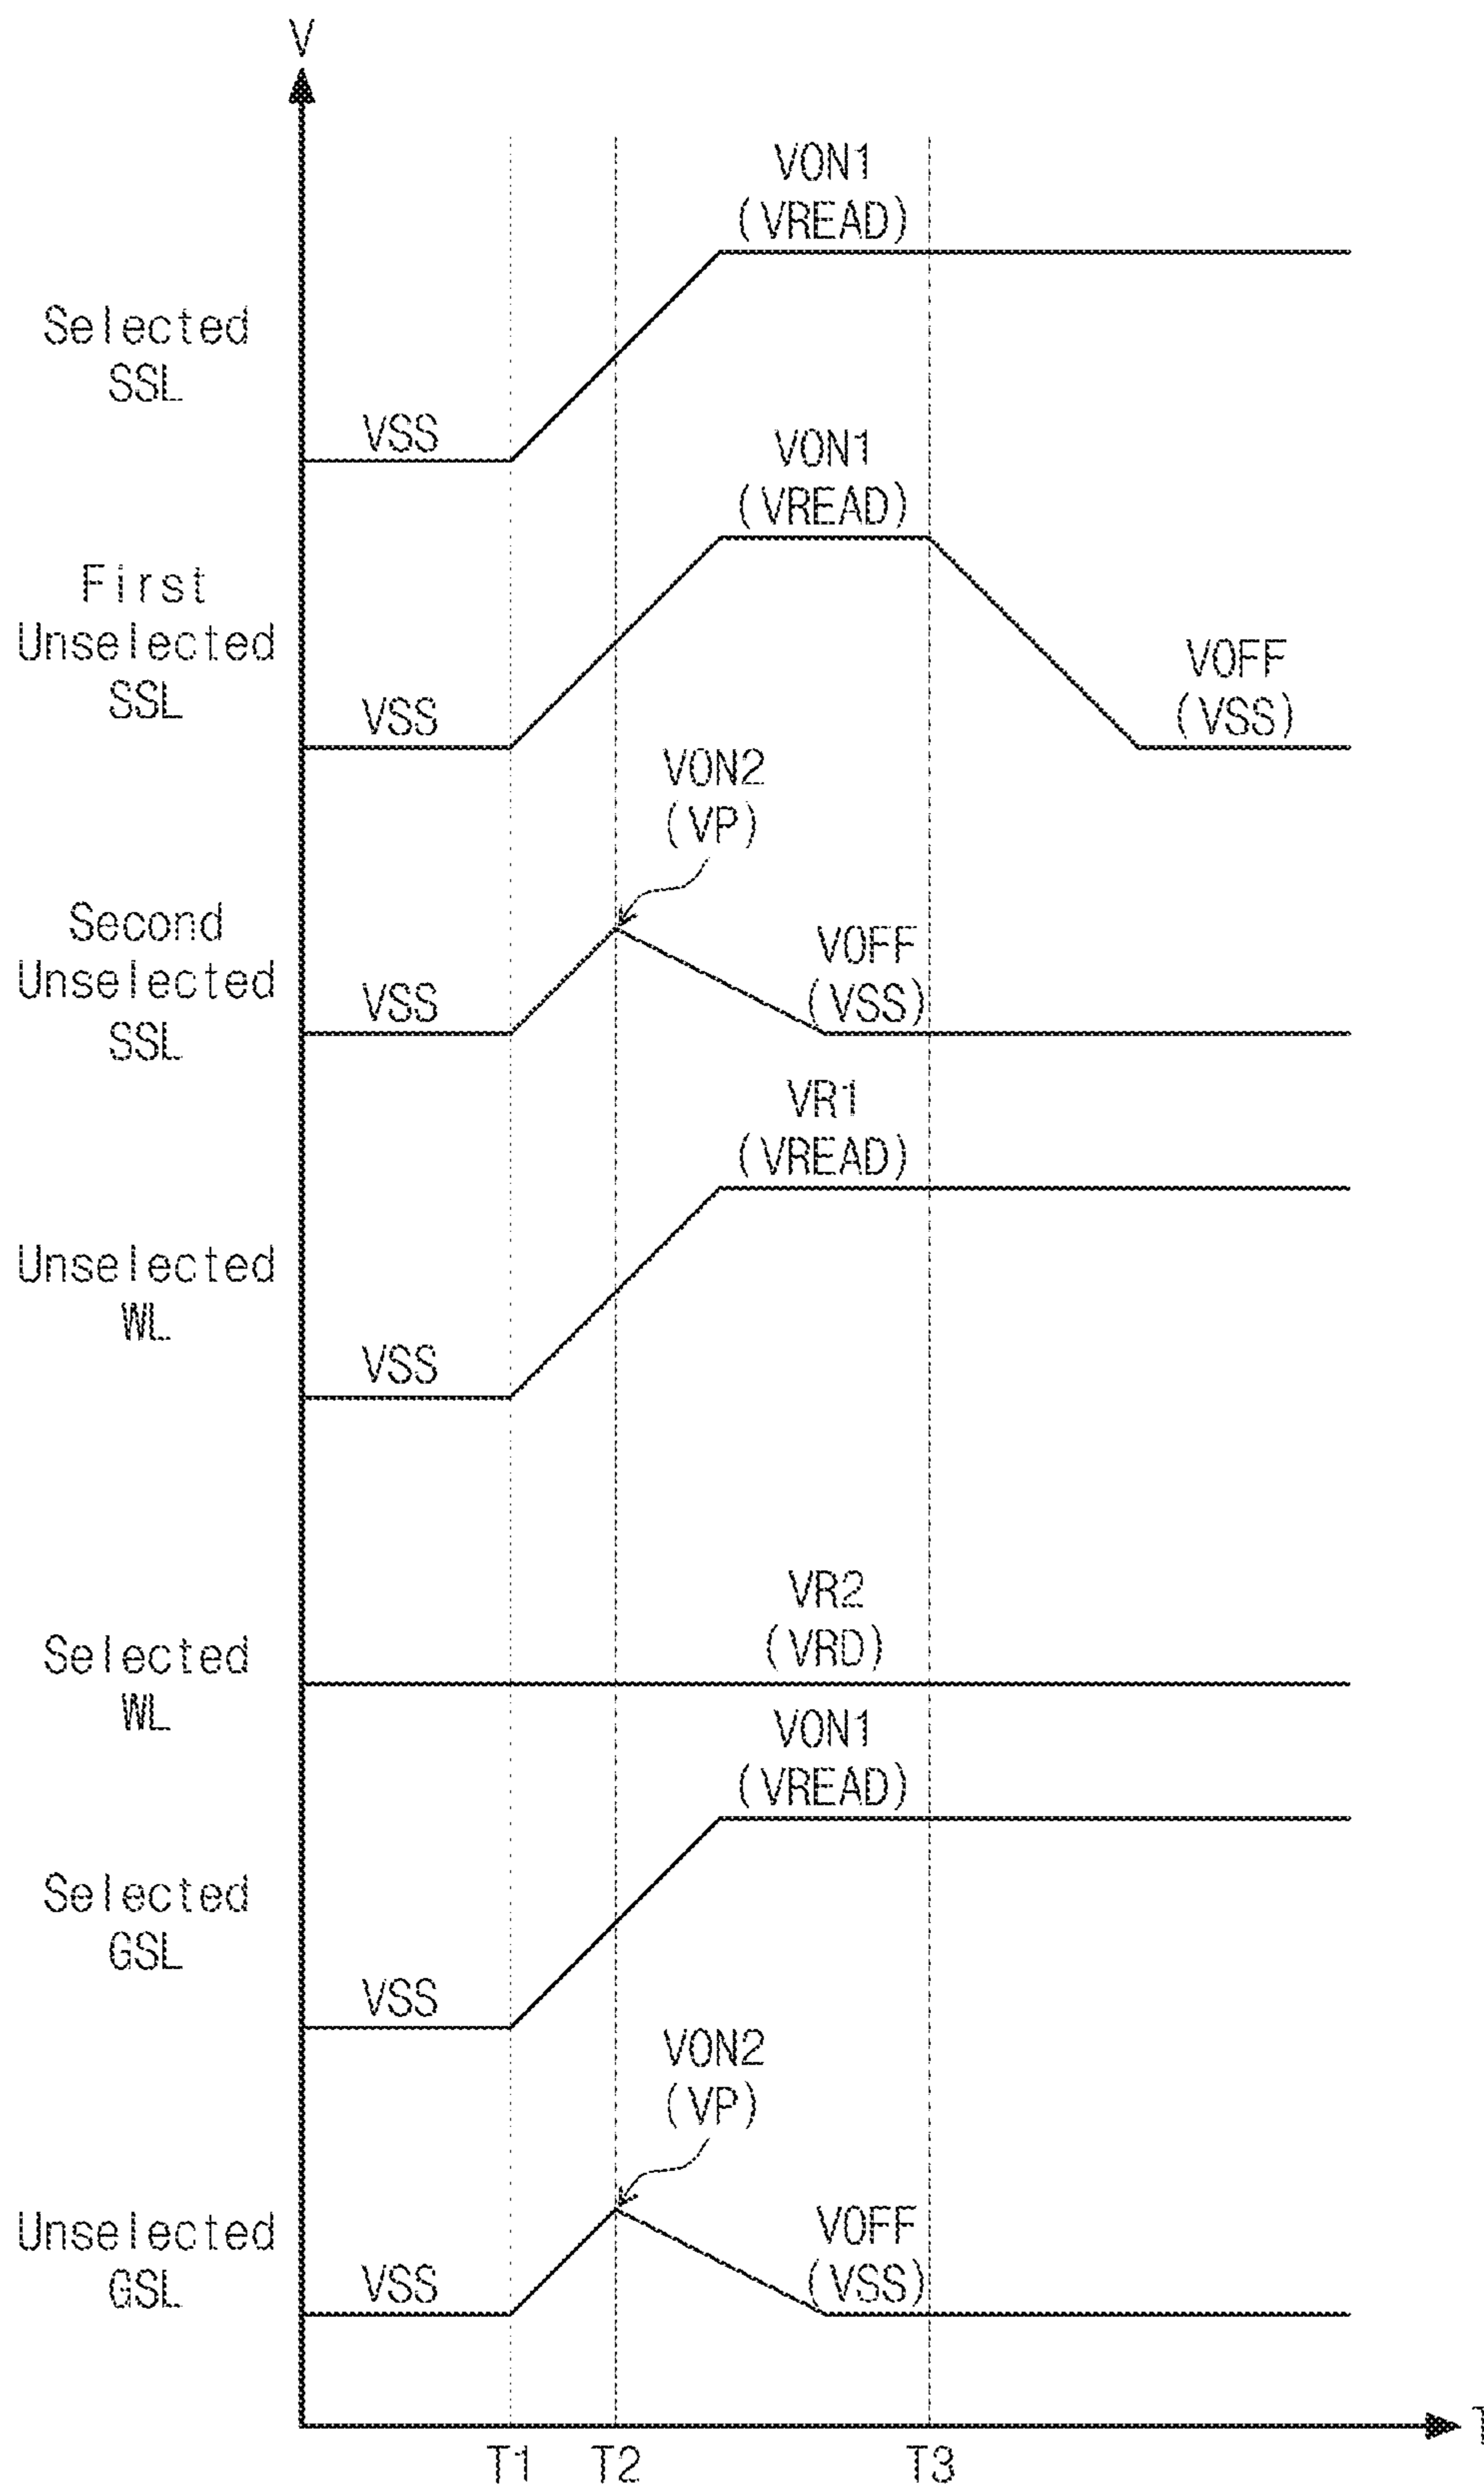 V
VON1
(VREAD)
Selected
SSL
VSS
VON1
(VREAD)
First
Unselected
SSL
VSS
VOFF
(VSS)
VON2
(VP)
Second
Unselected
SSL
VSS
VOFF
(VSS)
VR1
(VREAD)
Unselected
WL
VSS
VR2
(VRD)
Selected
WL
VON1
(VREAD)
Selected
GSL
VSS
VON2
(VP)
Unselected
GSL
VSS
VOFF
(VSS)
T
T1 T2 T3